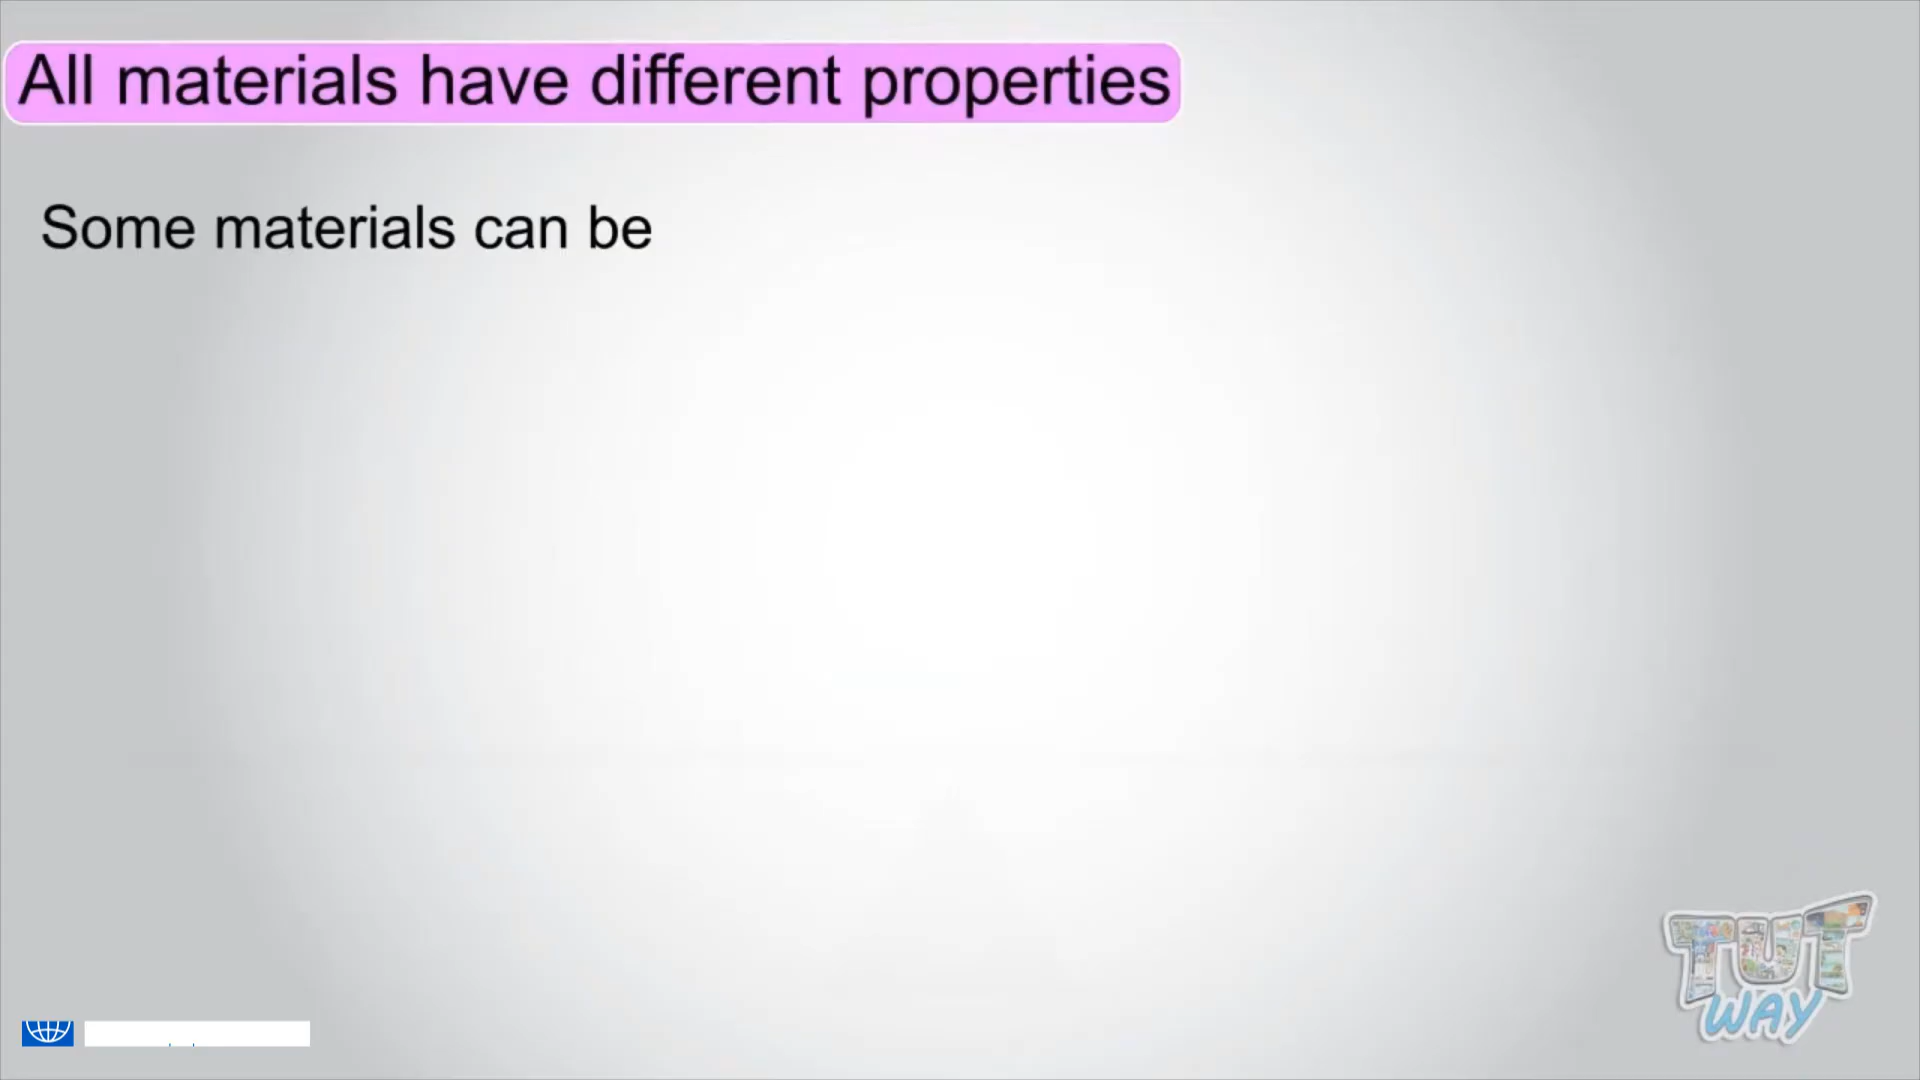 All materials have different properties
Some materials can be
TUT
WAY